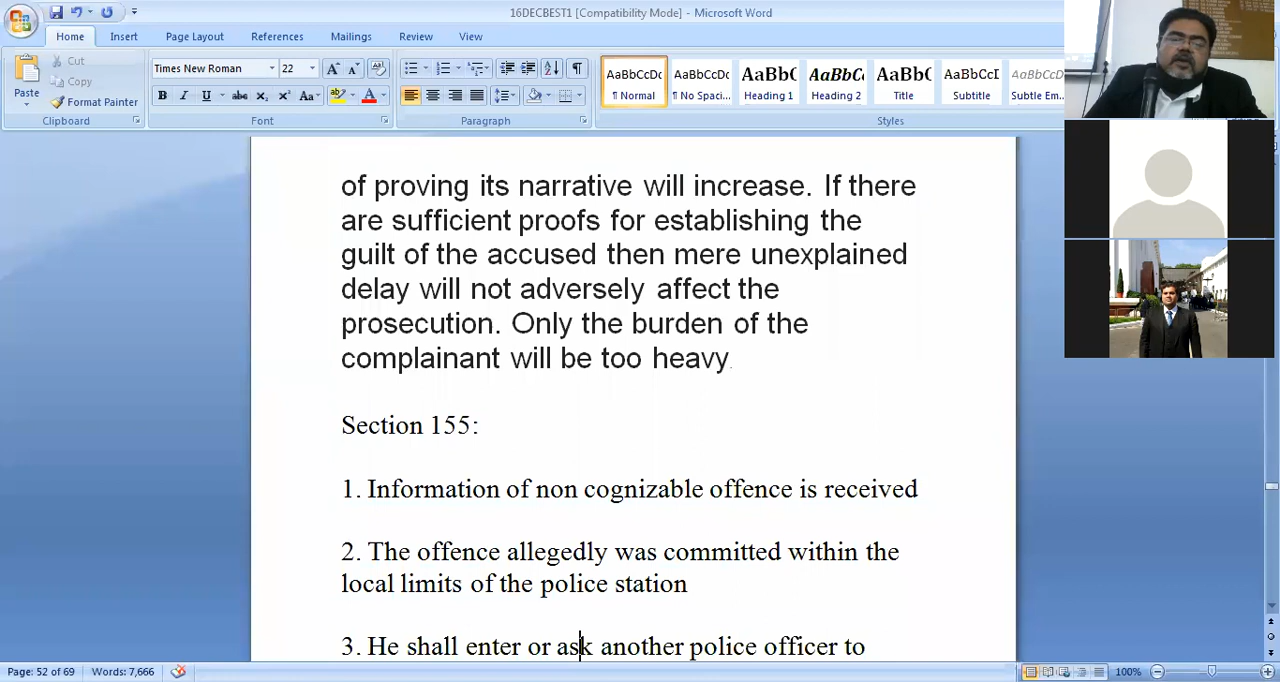 16DECBEST1 [Compatibility Mode] - Microsoft Word
Home Insert Page Layout References Mailings Review View
Paste
Cut
Copy
Format Painter
Clipboard
Times New Roman 22
Font
Paragraph
AaBbCcDc AaBbCcDc AaBbC AaBbCc AaBbC AaBbCcI AaBbCcDc
¶ Normal ¶ No Spaci... Heading 1 Heading 2 Title Subtitle Subtle Em...
Styles
of proving its narrative will increase. If there
are sufficient proofs for establishing the
guilt of the accused then mere unexplained
delay will not adversely affect the
prosecution. Only the burden of the
complainant will be too heavy.
Section 155:
1. Information of non cognizable offence is received
2. The offence allegedly was committed within the
local limits of the police station
3. He shall enter or ask another police officer to
Page: 52 of 69 Words: 7,666 100%